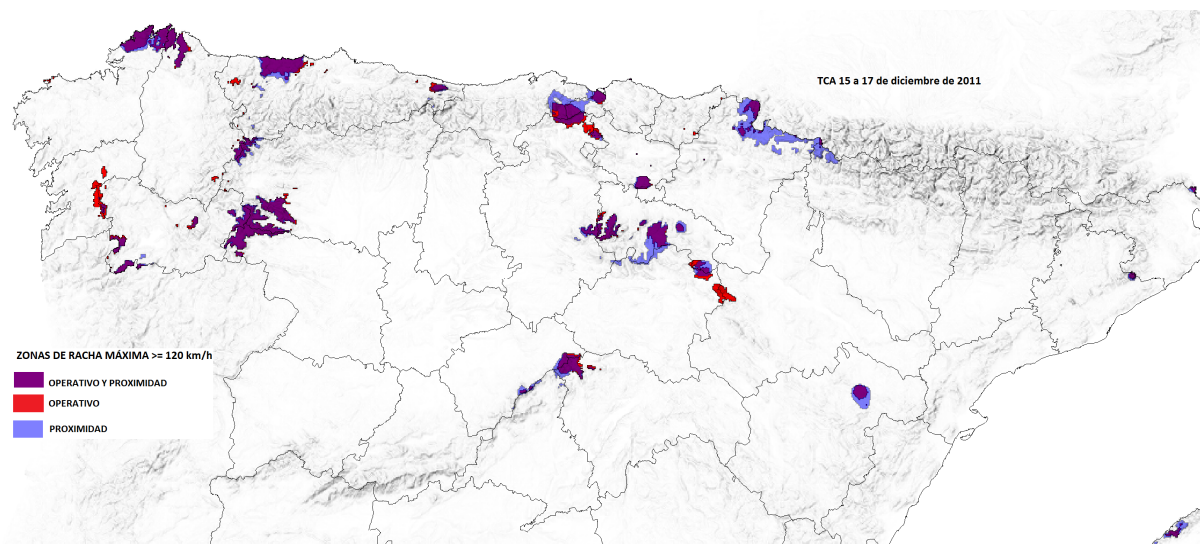 TCA 15 a 17 de diciembre de 2011
ZONAS DE RACHA MÁXIMA >= 120 km/h
OPERATIVO Y PROXIMIDAD
OPERATIVO
PROXIMIDAD